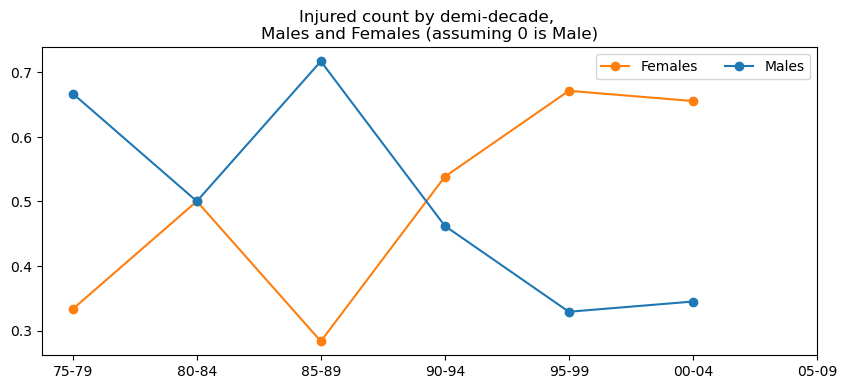 Injured count by demi-decade,
Males and Females (assuming 0 is Male)
Females Males
0.7
0.6
0.5
0.4
0.3
75-79 80-84 85-89 90-94 95-99 00-04 05-09